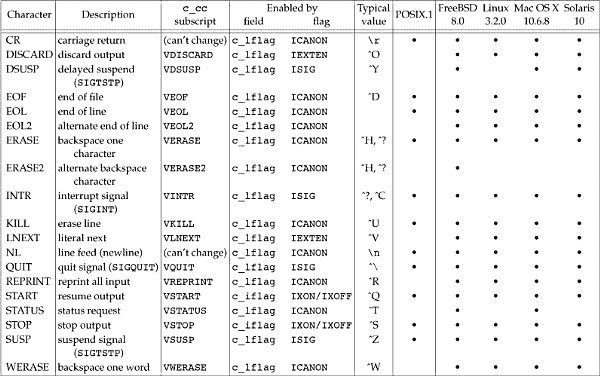 Character Description c_cc subscript Enabled by field flag Typical value POSIX.1 FreeBSD 8.0 Linux 3.2.0 Mac OS X 10.6.8 Solaris 10
CR carriage return (can't change) c_lflag ICANON \r • • • • •
DISCARD discard output VDISCARD c_lflag IEXTEN ^O • • • •
DSUSP delayed suspend (SIGTSTP) VDSUSP c_lflag ISIG ^Y • • •
EOF end of file VEOF c_lflag ICANON ^D • • • • •
EOL end of line VEOL c_lflag ICANON • • • • •
EOL2 alternate end of line VEOL2 c_lflag ICANON • • • •
ERASE backspace one character VERASE c_lflag ICANON ^H, ^? • • • • •
ERASE2 alternate backspace character VERASE2 c_lflag ICANON ^H, ^? •
INTR interrupt signal (SIGINT) VINTR c_lflag ISIG ^?, ^C • • • • •
KILL erase line VKILL c_lflag ICANON ^U • • • • •
LNEXT literal next VLNEXT c_lflag IEXTEN ^V • • • •
NL line feed (newline) (can't change) c_lflag ICANON \n • • • • •
QUIT quit signal (SIGQUIT) VQUIT c_lflag ISIG ^\ • • • • •
REPRINT reprint all input VREPRINT c_lflag ICANON ^R • • • •
START resume output VSTART c_iflag IXON/IXOFF ^Q • • • • •
STATUS status request VSTATUS c_lflag ICANON ^T • •
STOP stop output VSTOP c_iflag IXON/IXOFF ^S • • • • •
SUSP suspend signal (SIGTSTP) VSUSP c_lflag ISIG ^Z • • • • •
WERASE backspace one word VWERASE c_lflag ICANON ^W • • • •